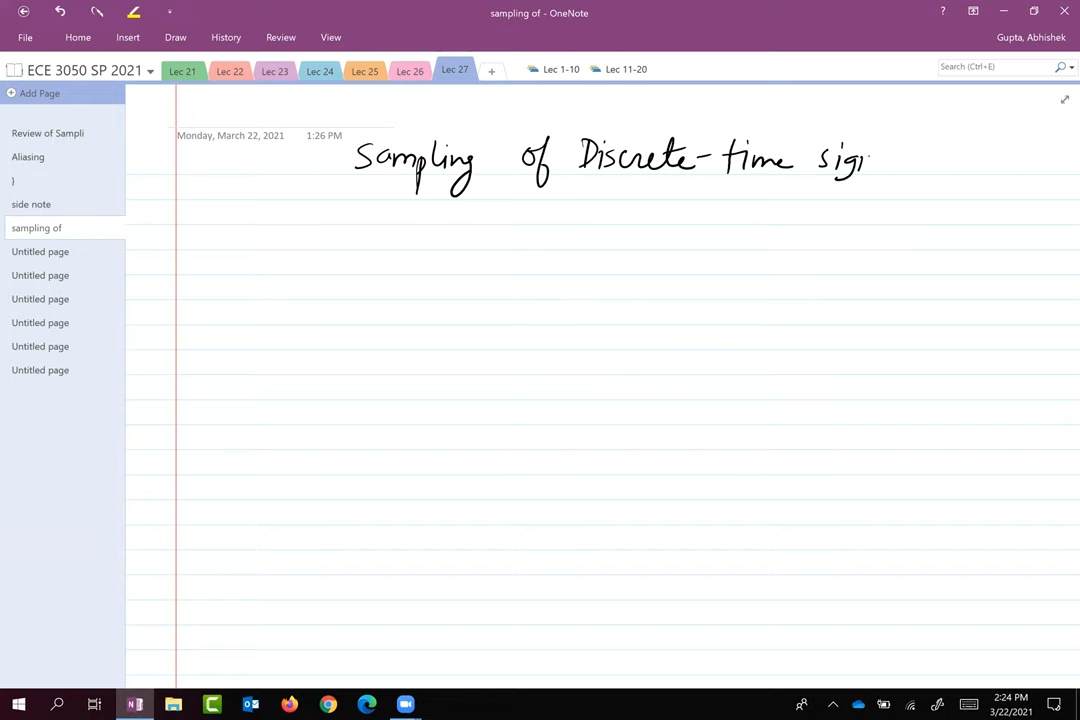 sampling of - OneNote
File Home Insert Draw History Review View Gupta, Abhishek
ECE 3050 SP 2021 Lec 21 Lec 22 Lec 23 Lec 24 Lec 25 Lec 26 Lec 27 Lec 1-10 Lec 11-20 Search (Ctrl+E)
Add Page
Review of Sampli
Aliasing
}
side note
sampling of
Untitled page
Untitled page
Untitled page
Untitled page
Untitled page
Untitled page
Monday, March 22, 2021 1:26 PM
Sampling of Discrete-time sign
2:24 PM
3/22/2021